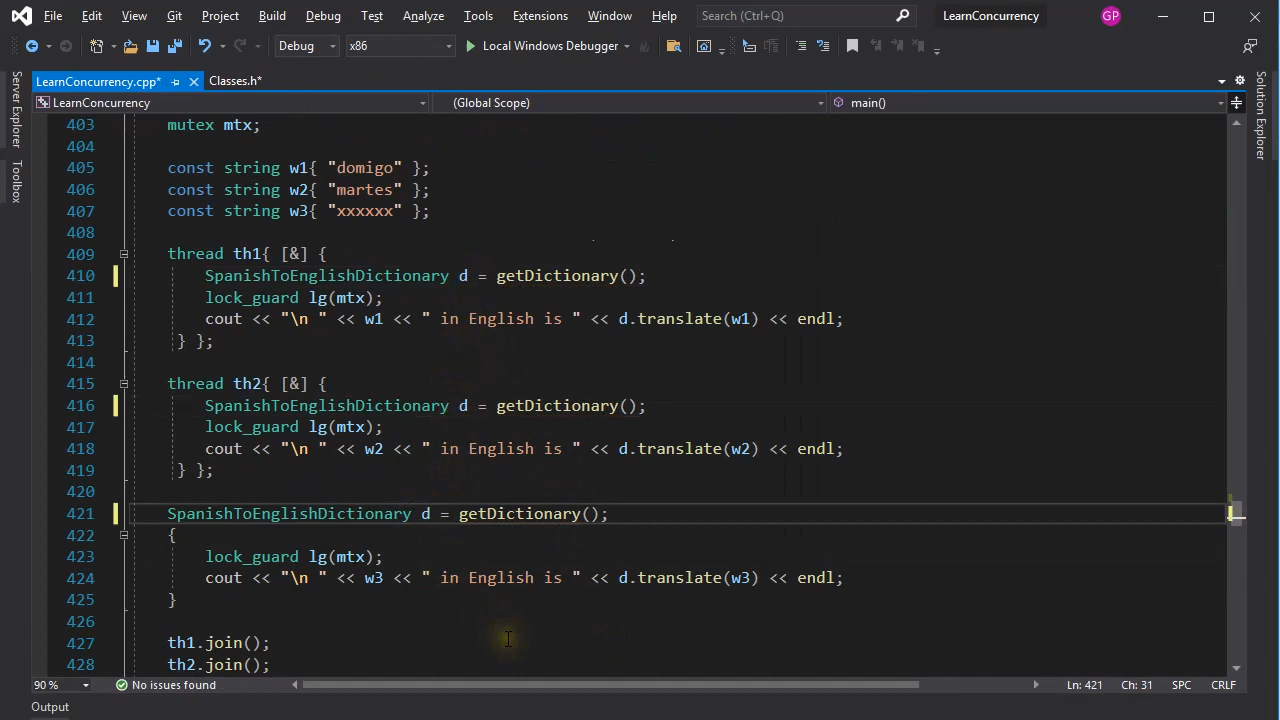 File Edit View Git Project Build Debug Test Analyze Tools Extensions Window Help Search (Ctrl+Q) LearnConcurrency GP
Debug x86 Local Windows Debugger
LearnConcurrency.cpp* Classes.h*
LearnConcurrency (Global Scope) main()
Server Explorer
Toolbox
Solution Explorer
403 mutex mtx;
404
405 const string w1{ "domigo" };
406 const string w2{ "martes" };
407 const string w3{ "xxxxxx" };
408
409 thread th1{ [&] {
410 SpanishToEnglishDictionary d = getDictionary();
411 lock_guard lg(mtx);
412 cout << "\n " << w1 << " in English is " << d.translate(w1) << endl;
413 } };
414
415 thread th2{ [&] {
416 SpanishToEnglishDictionary d = getDictionary();
417 lock_guard lg(mtx);
418 cout << "\n " << w2 << " in English is " << d.translate(w2) << endl;
419 } };
420
421 SpanishToEnglishDictionary d = getDictionary();
422 {
423 lock_guard lg(mtx);
424 cout << "\n " << w3 << " in English is " << d.translate(w3) << endl;
425 }
426
427 th1.join();
428 th2.join();
90 % No issues found Ln: 421 Ch: 31 SPC CRLF
Output